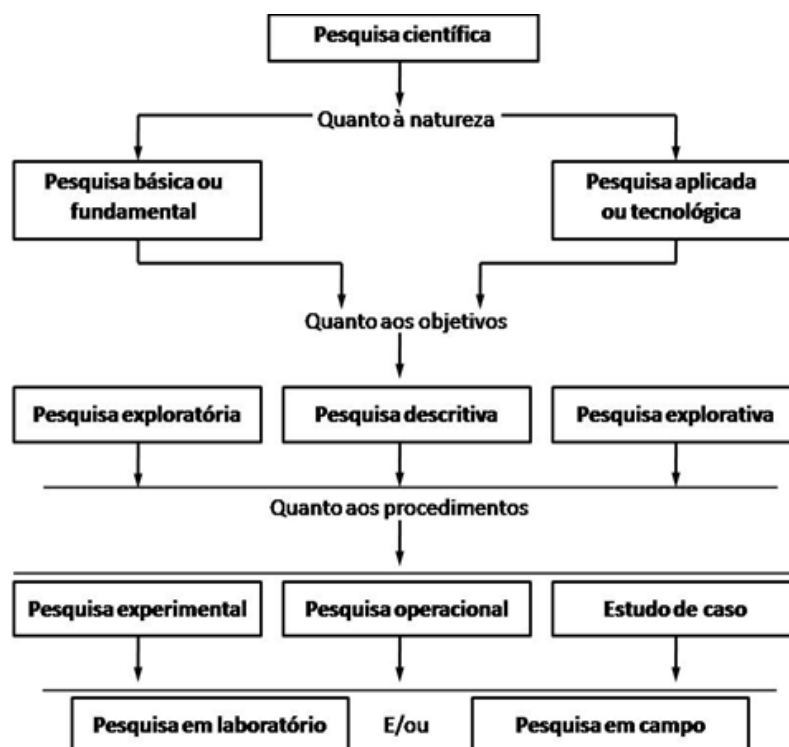 Pesquisa científica
Quanto à natureza
Pesquisa básica ou
fundamental
Pesquisa aplicada
ou tecnológica
Quanto aos objetivos
Pesquisa exploratória
Pesquisa descritiva
Pesquisa explorativa
Quanto aos procedimentos
Pesquisa experimental
Pesquisa operacional
Estudo de caso
Pesquisa em laboratório
E/ou
Pesquisa em campo